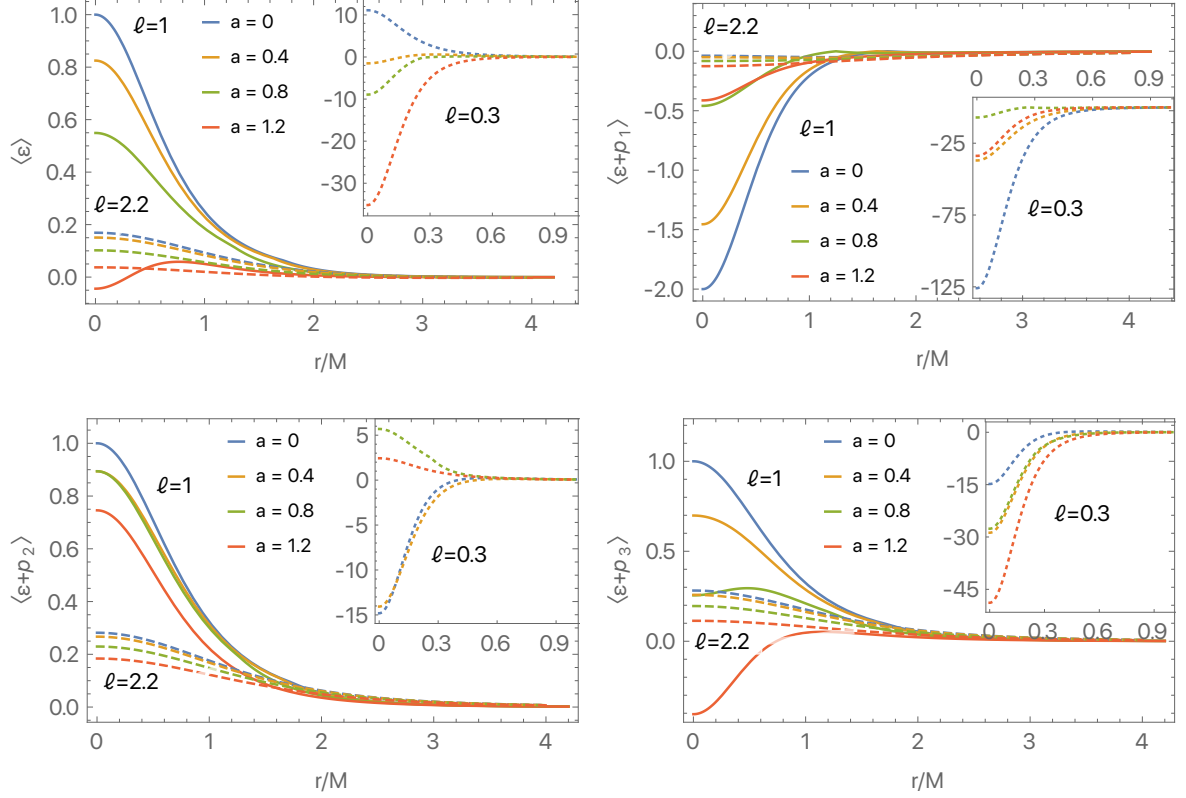 ℓ=1
a = 0
a = 0.4
a = 0.8
a = 1.2
ℓ=2.2
ℓ=0.3
⟨ε⟩
1.0
0.8
0.6
0.4
0.2
0.0
0 1 2 3 4
r/M
10
0
-10
-20
-30
0 0.3 0.6 0.9
ℓ=2.2
ℓ=1
a = 0
a = 0.4
a = 0.8
a = 1.2
ℓ=0.3
⟨ε+p 1⟩
0.0
-0.5
-1.0
-1.5
-2.0
0 1 2 3 4
r/M
0 0.3 0.6 0.9
-25
-75
-125
ℓ=1
a = 0
a = 0.4
a = 0.8
a = 1.2
ℓ=2.2
ℓ=0.3
⟨ε+p 2⟩
1.0
0.8
0.6
0.4
0.2
0.0
0 1 2 3 4
r/M
5
0
-5
-10
-15
0 0.3 0.6 0.9
ℓ=1
a = 0
a = 0.4
a = 0.8
a = 1.2
ℓ=2.2
ℓ=0.3
⟨ε+p 3⟩
1.0
0.5
0.0
0 1 2 3 4
r/M
0
-15
-30
-45
0 0.3 0.6 0.9